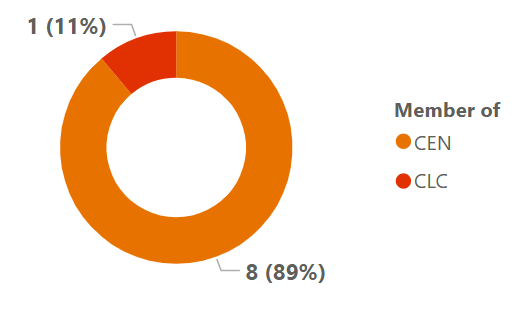 1 (11%)
Member of
CEN
CLC
8 (89%)